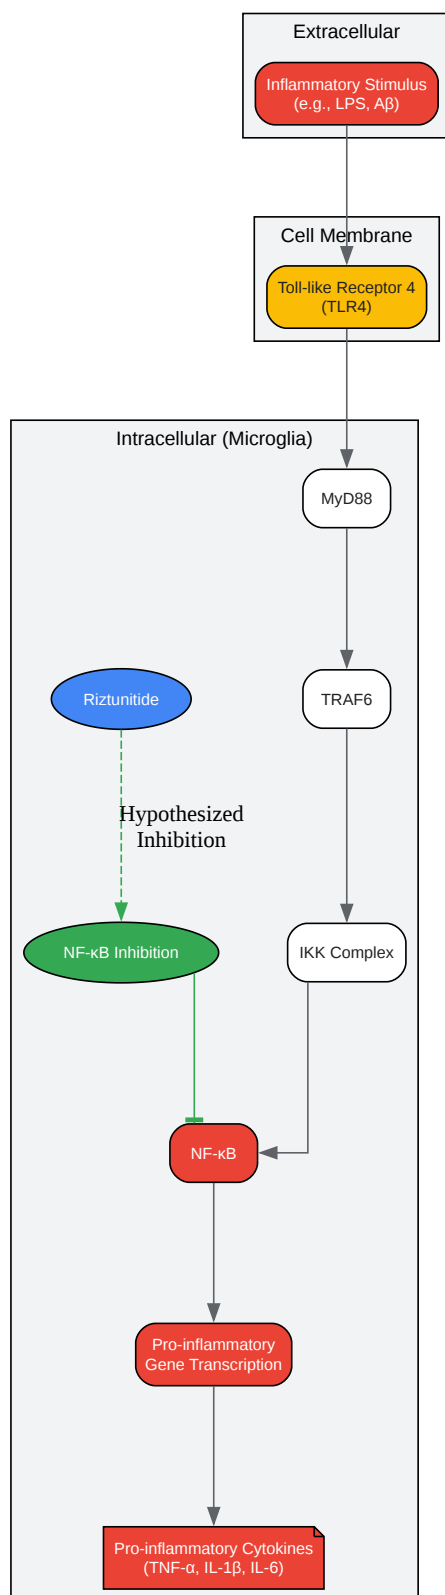 Extracellular
Inflammatory Stimulus
(e.g., LPS, Aβ)
Cell Membrane
Toll-like Receptor 4
(TLR4)
Intracellular (Microglia)
MyD88
Riztunitide
TRAF6
Hypothesized
Inhibition
NF-κB Inhibition
IKK Complex
NF-κB
Pro-inflammatory
Gene Transcription
Pro-inflammatory Cytokines
(TNF-α, IL-1β, IL-6)